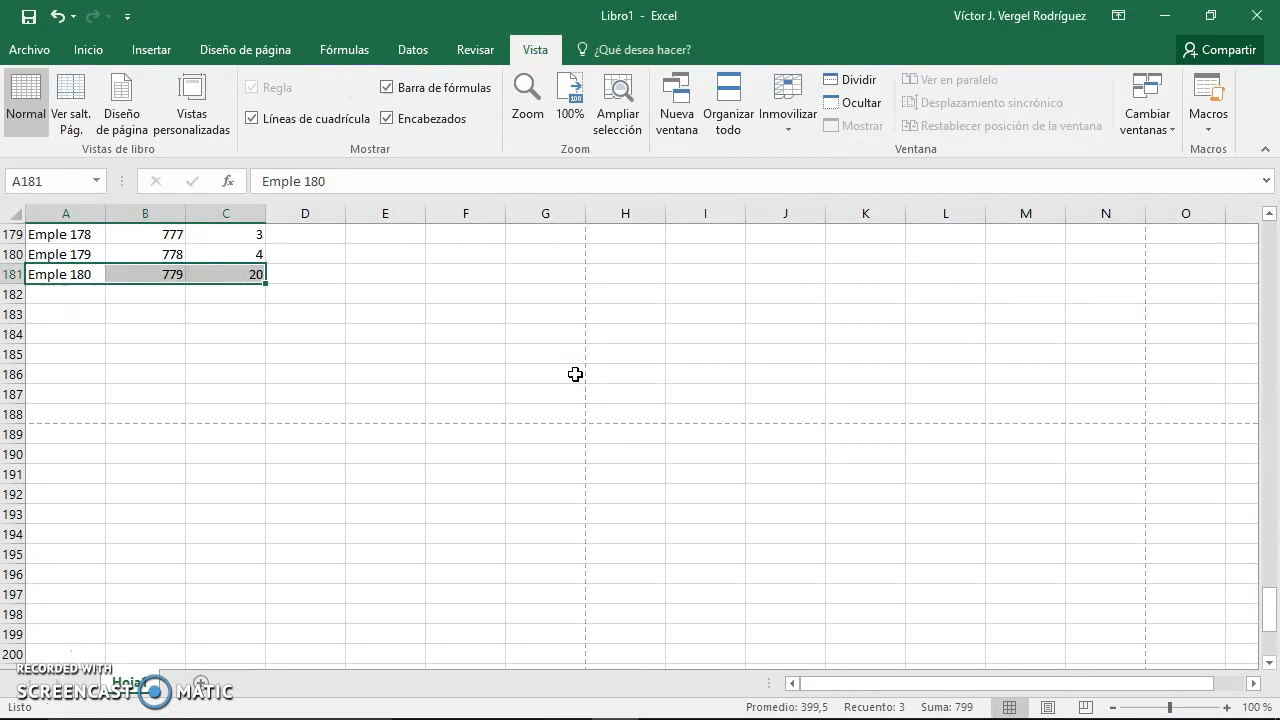 Libro1 - Excel
Víctor J. Vergel Rodríguez
Archivo Inicio Insertar Diseño de página Fórmulas Datos Revisar Vista ¿Qué desea hacer? Compartir
Normal
Ver salt. Pág.
Diseño de página
Vistas personalizadas
Vistas de libro
Regla
Barra de Fórmulas
Líneas de cuadrícula
Encabezados
Mostrar
Zoom
100%
Ampliar selección
Zoom
Nueva ventana
Organizar todo
Inmovilizar
Dividir
Ocultar
Mostrar
Ver en paralelo
Desplazamiento sincrónico
Restablecer posición de la ventana
Cambiar ventanas
Ventana
Macros
Macros
A181 fx Emple 180
A B C D E F G H I J K L M N O
179 Emple 178 777 3
180 Emple 179 778 4
181 Emple 180 779 20
182
183
184
185
186
187
188
189
190
191
192
193
194
195
196
197
198
199
200
RECORDED WITH
SCREENCAST MATIC
Listo Promedio: 399,5 Recuento: 3 Suma: 799 100 %